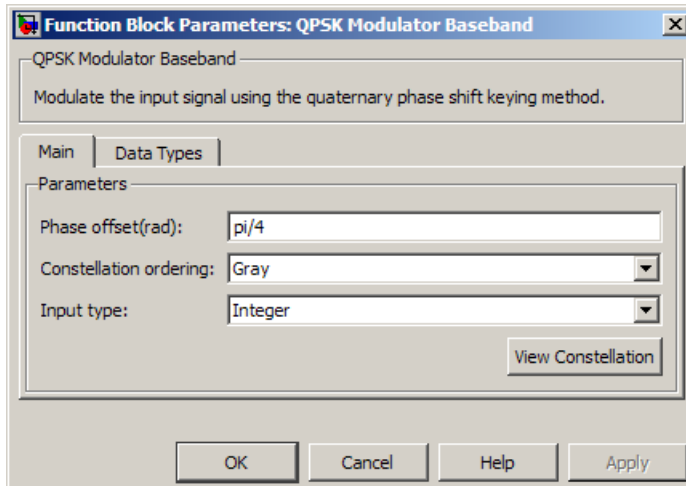 Function Block Parameters: QPSK Modulator Baseband
QPSK Modulator Baseband
Modulate the input signal using the quaternary phase shift keying method.
Main Data Types
Parameters
Phase offset(rad): pi/4
Constellation ordering: Gray
Input type: Integer
View Constellation
OK Cancel Help Apply